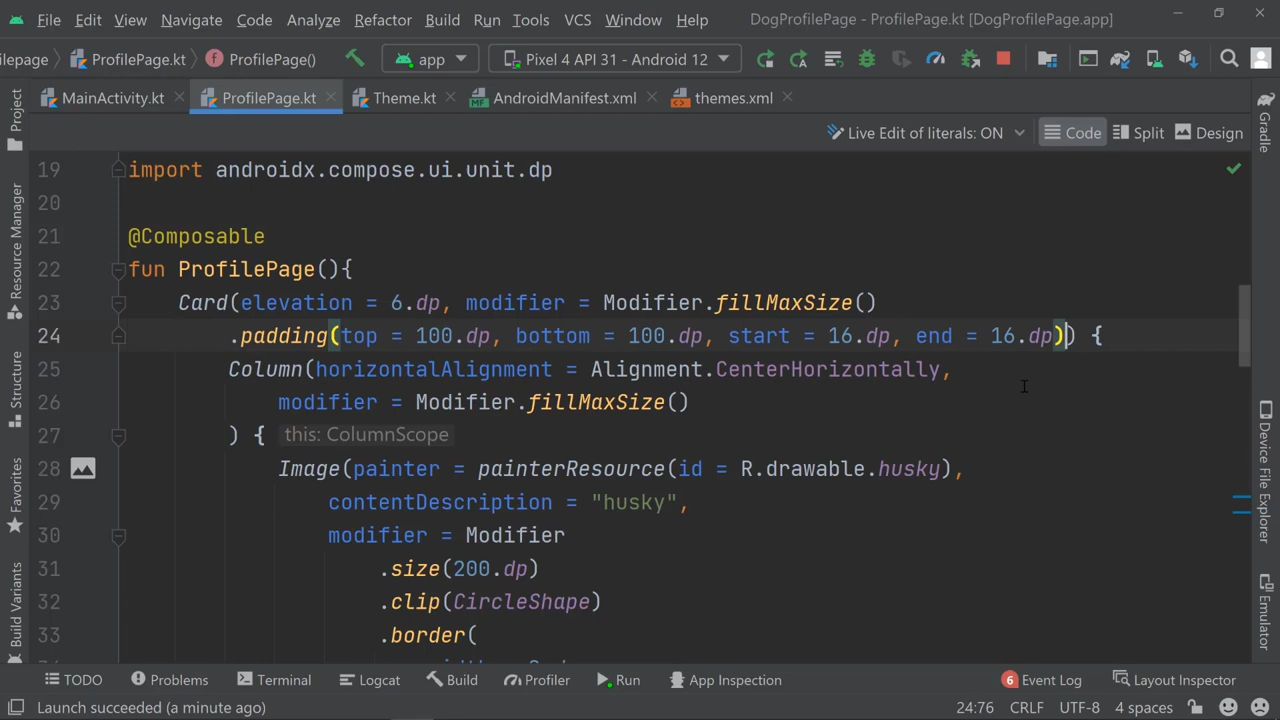 File Edit View Navigate Code Analyze Refactor Build Run Tools VCS Window Help DogProfilePage - ProfilePage.kt [DogProfilePage.app]
filepage ProfilePage.kt ProfilePage() app Pixel 4 API 31 - Android 12
MainActivity.kt ProfilePage.kt Theme.kt AndroidManifest.xml themes.xml
Live Edit of literals: ON Code Split Design
19 import androidx.compose.ui.unit.dp
20
21 @Composable
22 fun ProfilePage(){
23 Card(elevation = 6.dp, modifier = Modifier.fillMaxSize()
24 .padding(top = 100.dp, bottom = 100.dp, start = 16.dp, end = 16.dp)) {
25 Column(horizontalAlignment = Alignment.CenterHorizontally,
26 modifier = Modifier.fillMaxSize()
27 ) { this: ColumnScope
28 Image(painter = painterResource(id = R.drawable.husky),
29 contentDescription = "husky",
30 modifier = Modifier
31 .size(200.dp)
32 .clip(CircleShape)
33 .border(
Project
Resource Manager
Structure
Favorites
Build Variants
Gradle
Device File Explorer
Emulator
TODO Problems Terminal Logcat Build Profiler Run App Inspection 6 Event Log Layout Inspector
Launch succeeded (a minute ago) 24:76 CRLF UTF-8 4 spaces